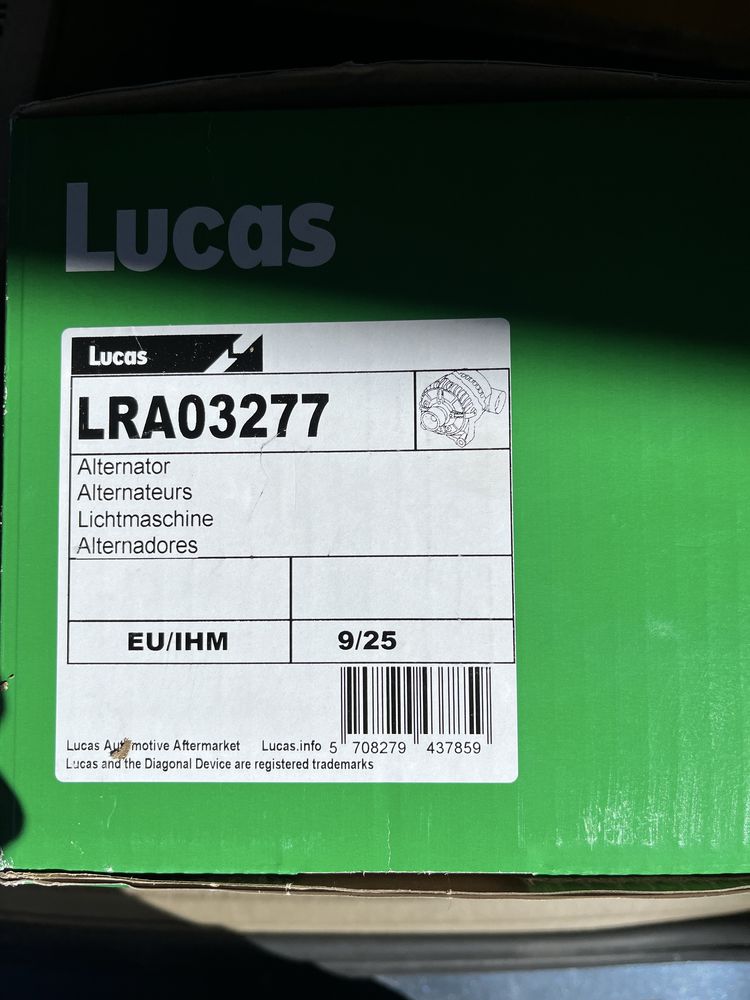 Lucas
Lucas
LRA03277
Alternator
Alternateurs
Lichtmaschine
Alternadores
EU/IHM 9/25
Lucas Automotive Aftermarket Lucas.info 5 708279 437859
Lucas and the Diagonal Device are registered trademarks